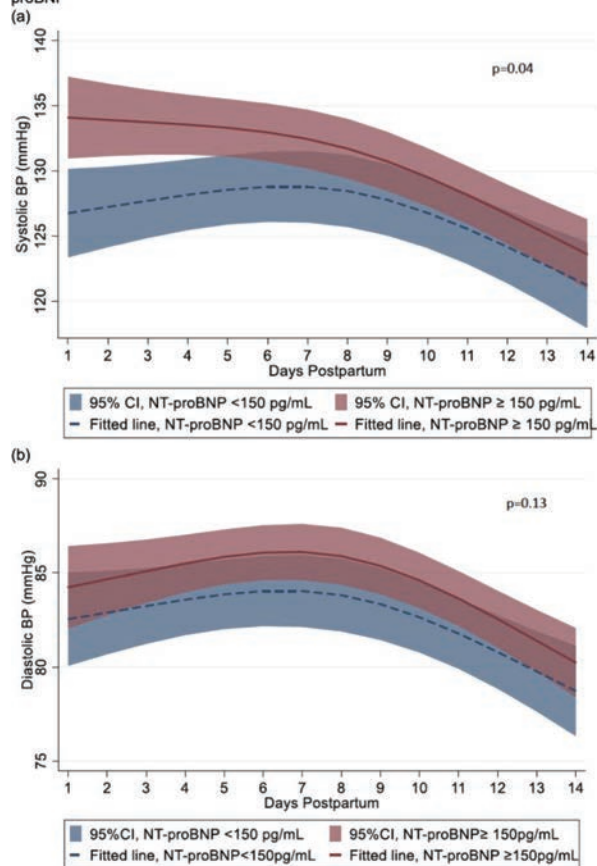 proBNP
(a)
140
135
130
125
120
Systolic BP (mmHg)
p=0.04
1 2 3 4 5 6 7 8 9 10 11 12 13 14
Days Postpartum
95% CI, NT-proBNP <150 pg/mL 95% CI, NT-proBNP ≥ 150 pg/mL
Fitted line, NT-proBNP <150 pg/mL Fitted line, NT-proBNP ≥ 150 pg/mL
(b)
90
85
80
75
Diastolic BP (mmHg)
p=0.13
1 2 3 4 5 6 7 8 9 10 11 12 13 14
Days Postpartum
95%CI, NT-proBNP <150 pg/mL 95%CI, NT-proBNP≥ 150pg/mL
Fitted line, NT-proBNP<150pg/mL Fitted line, NT-proBNP ≥150pg/mL